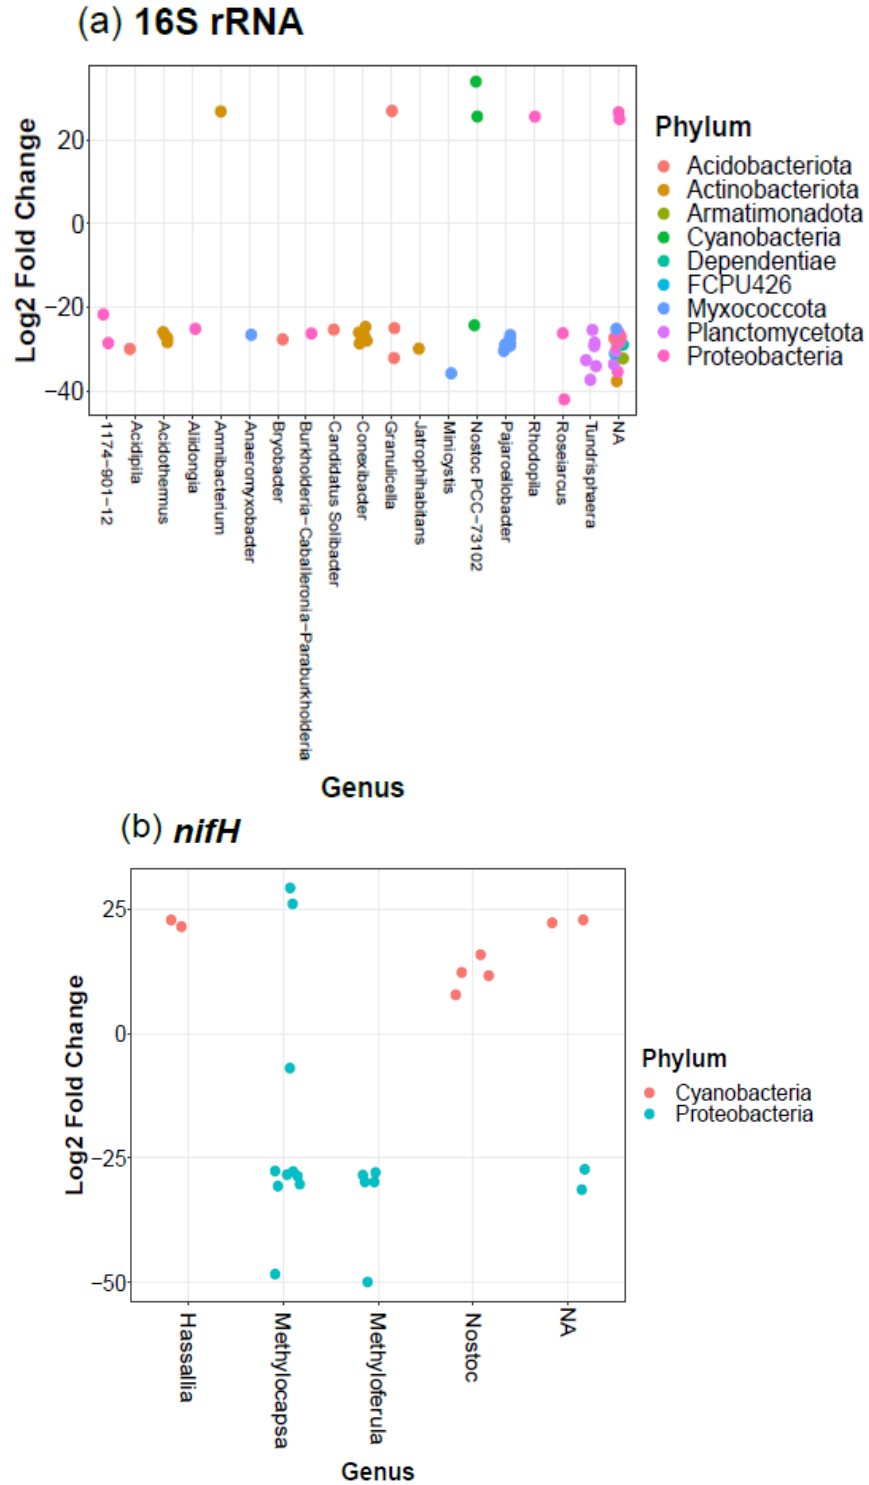 (a) 16S rRNA
Log2 Fold Change
20
0
−20
−40
1174−901−12
Acidipila
Acidothermus
Aliidongia
Amnibacterium
Anaeromyxobacter
Bryobacter
Burkholderia−Caballeronia−Paraburkholderia
Candidatus Solibacter
Conexibacter
Granulicella
Jatrophihabitans
Minicystis
Nostoc PCC−73102
Pajaroellobacter
Rhodopila
Roseiarcus
Tundrisphaera
NA
Genus
Phylum
Acidobacteriota
Actinobacteriota
Armatimonadota
Cyanobacteria
Dependentiae
FCPU426
Myxococcota
Planctomycetota
Proteobacteria
(b) nifH
Log2 Fold Change
25
0
−25
−50
Hassallia
Methylocapsa
Methyloferula
Nostoc
NA
Genus
Phylum
Cyanobacteria
Proteobacteria